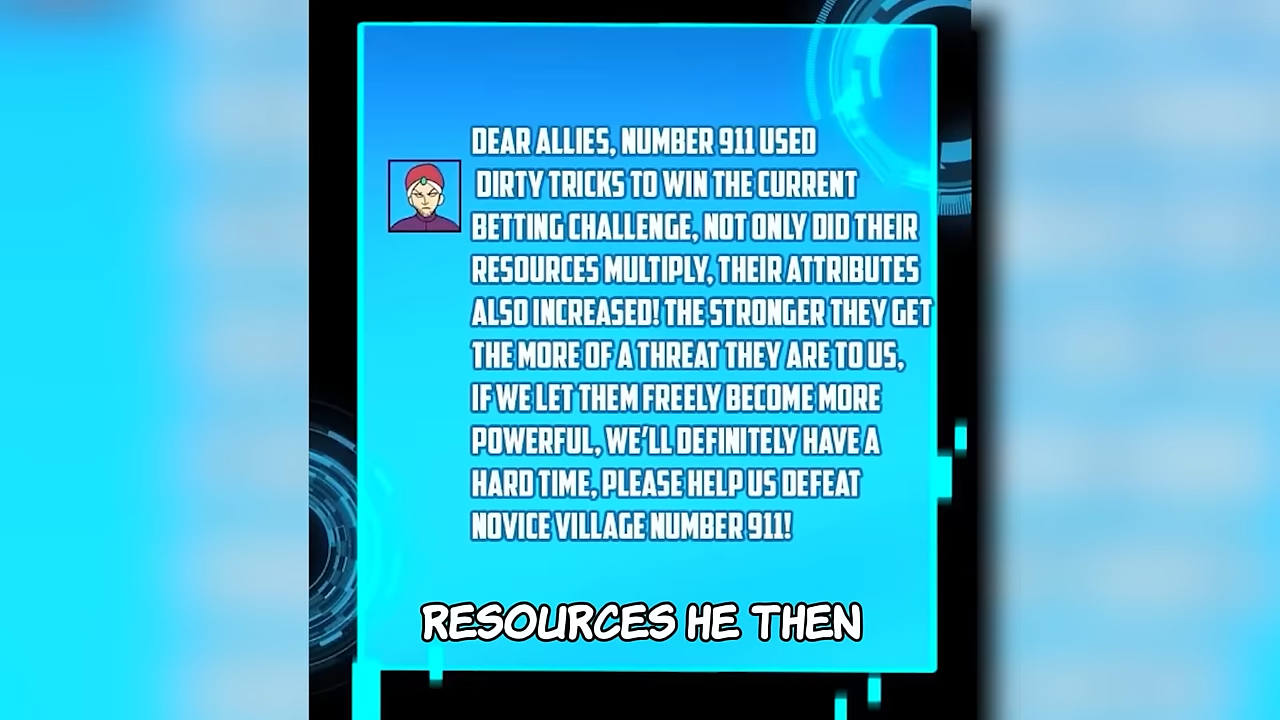 DEAR ALLIES, NUMBER 911 USED
DIRTY TRICKS TO WIN THE CURRENT
BETTING CHALLENGE, NOT ONLY DID THEIR
RESOURCES MULTIPLY, THEIR ATTRIBUTES
ALSO INCREASED! THE STRONGER THEY GET
THE MORE OF A THREAT THEY ARE TO US,
IF WE LET THEM FREELY BECOME MORE
POWERFUL, WE'LL DEFINITELY HAVE A
HARD TIME, PLEASE HELP US DEFEAT
NOVICE VILLAGE NUMBER 911!
RESOURCES HE THEN